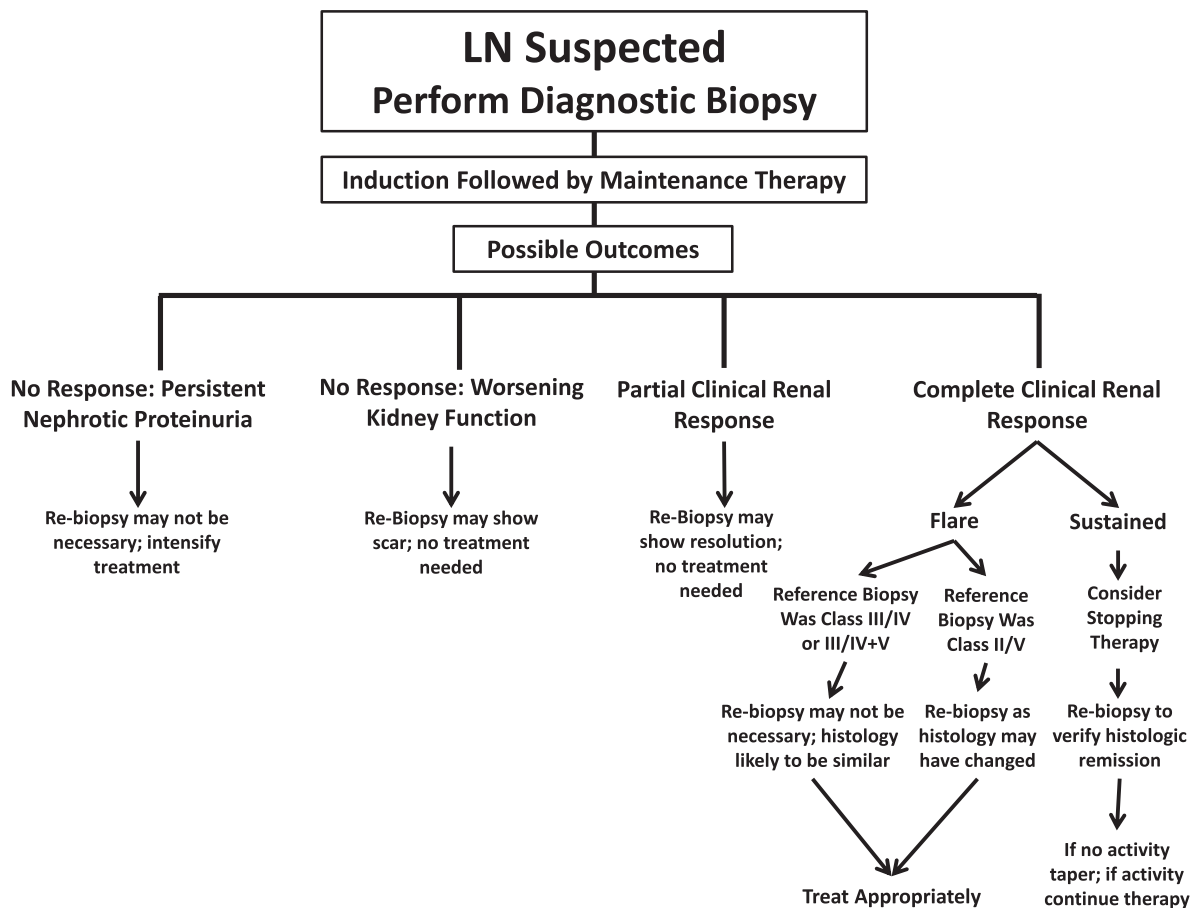 LN Suspected
Perform Diagnostic Biopsy
Induction Followed by Maintenance Therapy
Possible Outcomes
No Response: Persistent
Nephrotic Proteinuria
Re-biopsy may not be
necessary; intensify
treatment
No Response: Worsening
Kidney Function
Re-Biopsy may show
scar; no treatment
needed
Partial Clinical Renal
Response
Re-Biopsy may
show resolution;
no treatment
needed
Complete Clinical Renal
Response
Flare
Reference Biopsy
Was Class III/IV
or III/IV+V
Re-biopsy may not be
necessary; histology
likely to be similar
Reference
Biopsy Was
Class II/V
Re-biopsy as
histology may
have changed
Treat Appropriately
Sustained
Consider
Stopping
Therapy
Re-biopsy to
verify histologic
remission
If no activity
taper; if activity
continue therapy